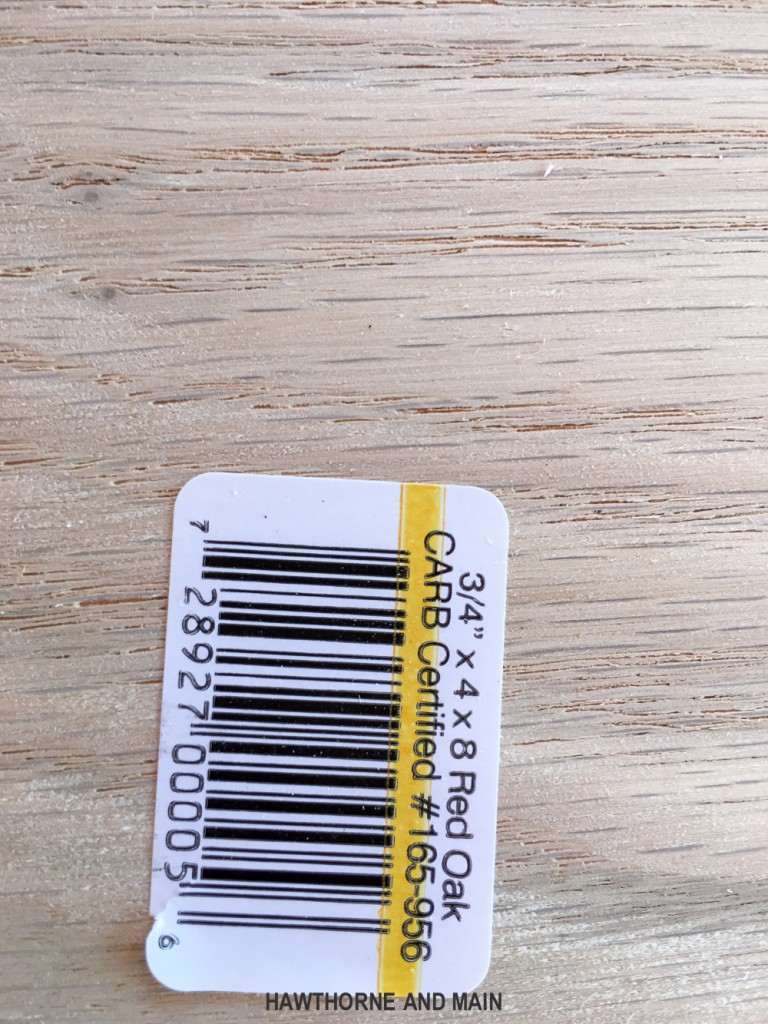 3/4” x 4 x 8 Red Oak
CARB Certified #165-956
7 28927 00005 6
HAWTHORNE AND MAIN